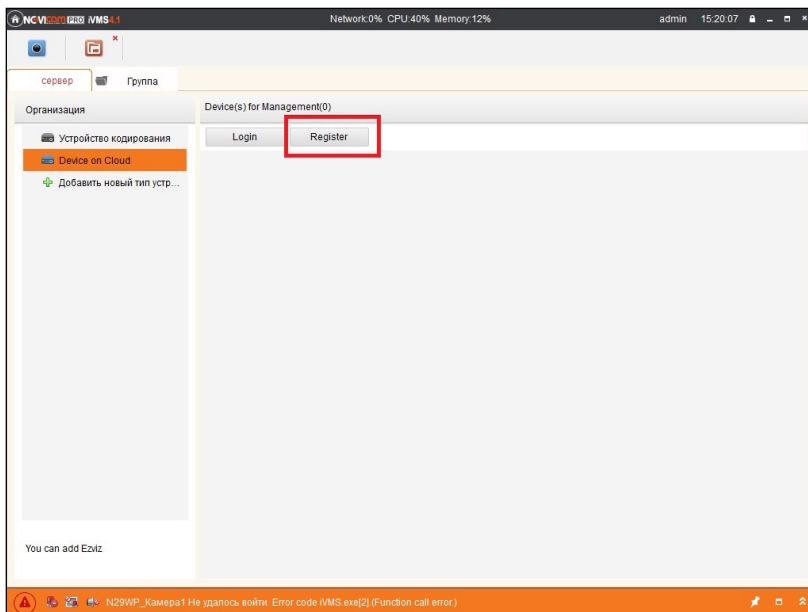 NOVICOM PRO iVMS4.1 Network:0% CPU:40% Memory:12% admin 15:20:07
сервер Группа
Организация Device(s) for Management(0)
Устройство кодирования Login Register
Device on Cloud
Добавить новый тип устр...
You can add Ezviz
N29WP_Камера1 Не удалось войти. Error code iVMS.exe[2].(Function call error.)